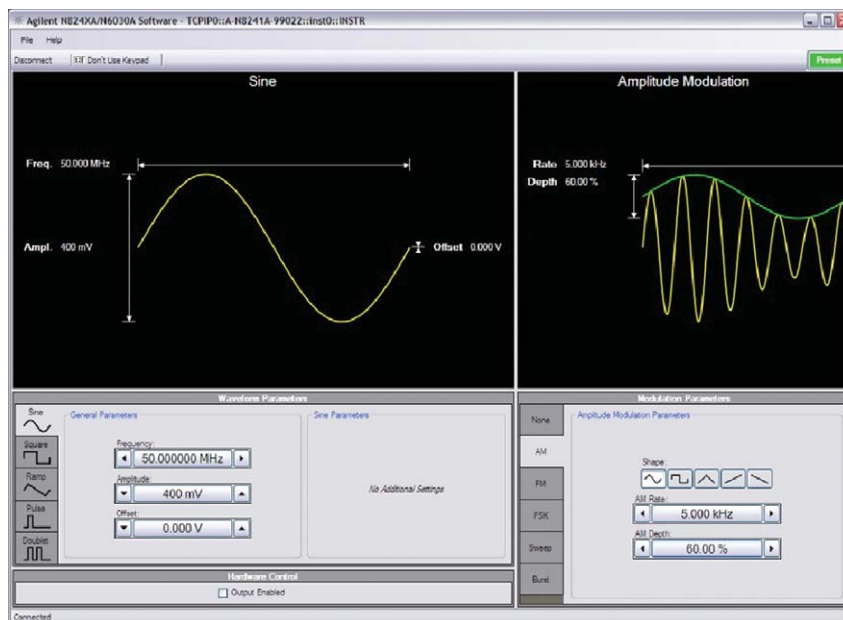 Agilent N824XA/N6030A Software - TCPIP0::A-N8241A-99022::inst0::INSTR
File Help
Disconnect Don't Use Keypad Preset
Sine
Freq. 50.000 MHz
Ampl. 400 mV
Offset 0.000 V
Amplitude Modulation
Rate 5.000 kHz
Depth 60.00 %
Waveform Parameters
Sine
Square
Ramp
Pulse
Doublet
General Parameters
Frequency:
50.000000 MHz
Amplitude:
400 mV
Offset:
0.000 V
Sine Parameters
No Additional Settings
Hardware Control
Output Enabled
Modulation Parameters
None
AM
FM
FSK
Sweep
Burst
Amplitude Modulation Parameters
Shape:
AM Rate:
5.000 kHz
AM Depth:
60.00 %
Connected